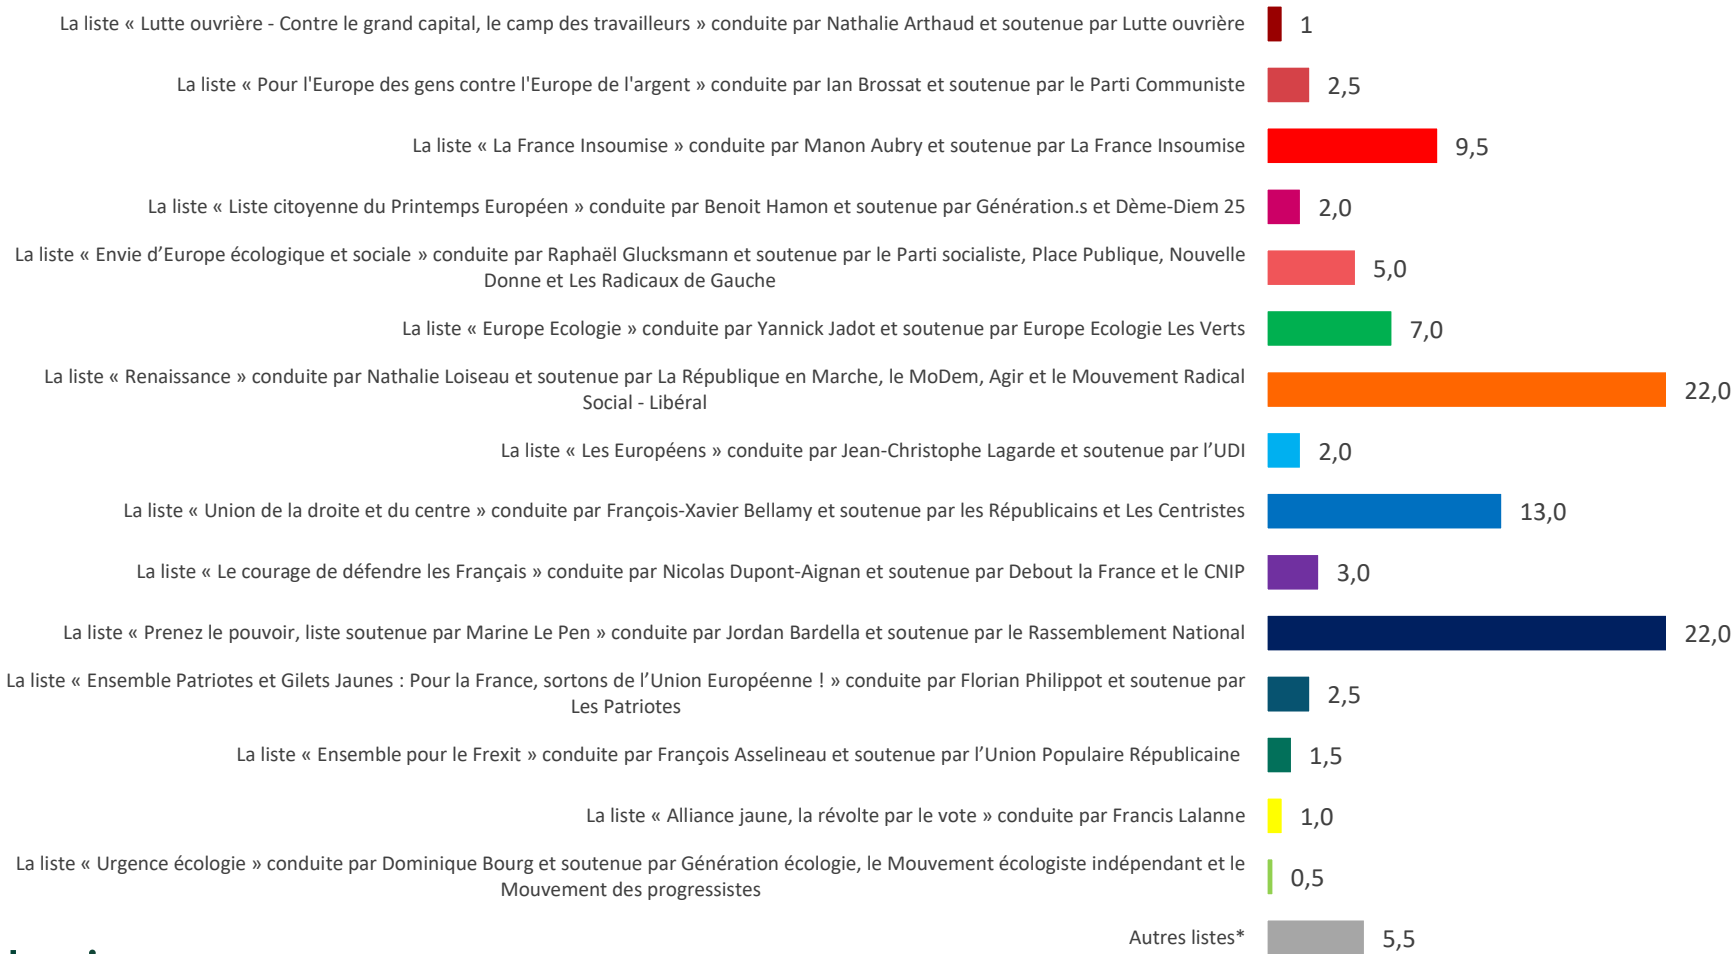 La liste « Lutte ouvrière - Contre le grand capital, le camp des travailleurs » conduite par Nathalie Arthaud et soutenue par Lutte ouvrière 1
La liste « Pour l'Europe des gens contre l'Europe de l'argent » conduite par Ian Brossat et soutenue par le Parti Communiste 2,5
La liste « La France Insoumise » conduite par Manon Aubry et soutenue par La France Insoumise 9,5
La liste « Liste citoyenne du Printemps Européen » conduite par Benoit Hamon et soutenue par Génération.s et Dème-Diem 25 2,0
La liste « Envie d’Europe écologique et sociale » conduite par Raphaël Glucksmann et soutenue par le Parti socialiste, Place Publique, Nouvelle
Donne et Les Radicaux de Gauche 5,0
La liste « Europe Ecologie » conduite par Yannick Jadot et soutenue par Europe Ecologie Les Verts 7,0
La liste « Renaissance » conduite par Nathalie Loiseau et soutenue par La République en Marche, le MoDem, Agir et le Mouvement Radical
Social - Libéral 22,0
La liste « Les Européens » conduite par Jean-Christophe Lagarde et soutenue par l’UDI 2,0
La liste « Union de la droite et du centre » conduite par François-Xavier Bellamy et soutenue par les Républicains et Les Centristes 13,0
La liste « Le courage de défendre les Français » conduite par Nicolas Dupont-Aignan et soutenue par Debout la France et le CNIP 3,0
La liste « Prenez le pouvoir, liste soutenue par Marine Le Pen » conduite par Jordan Bardella et soutenue par le Rassemblement National 22,0
La liste « Ensemble Patriotes et Gilets Jaunes : Pour la France, sortons de l’Union Européenne ! » conduite par Florian Philippot et soutenue par
Les Patriotes 2,5
La liste « Ensemble pour le Frexit » conduite par François Asselineau et soutenue par l’Union Populaire Républicaine 1,5
La liste « Alliance jaune, la révolte par le vote » conduite par Francis Lalanne 1,0
La liste « Urgence écologie » conduite par Dominique Bourg et soutenue par Génération écologie, le Mouvement écologiste indépendant et le
Mouvement des progressistes 0,5
Autres listes* 5,5